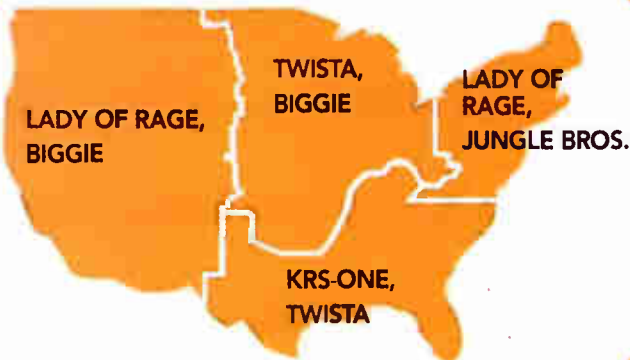 LADY OF RAGE,
BIGGIE
TWISTA,
BIGGIE
LADY OF
RAGE,
JUNGLE BROS.
KRS-ONE,
TWISTA